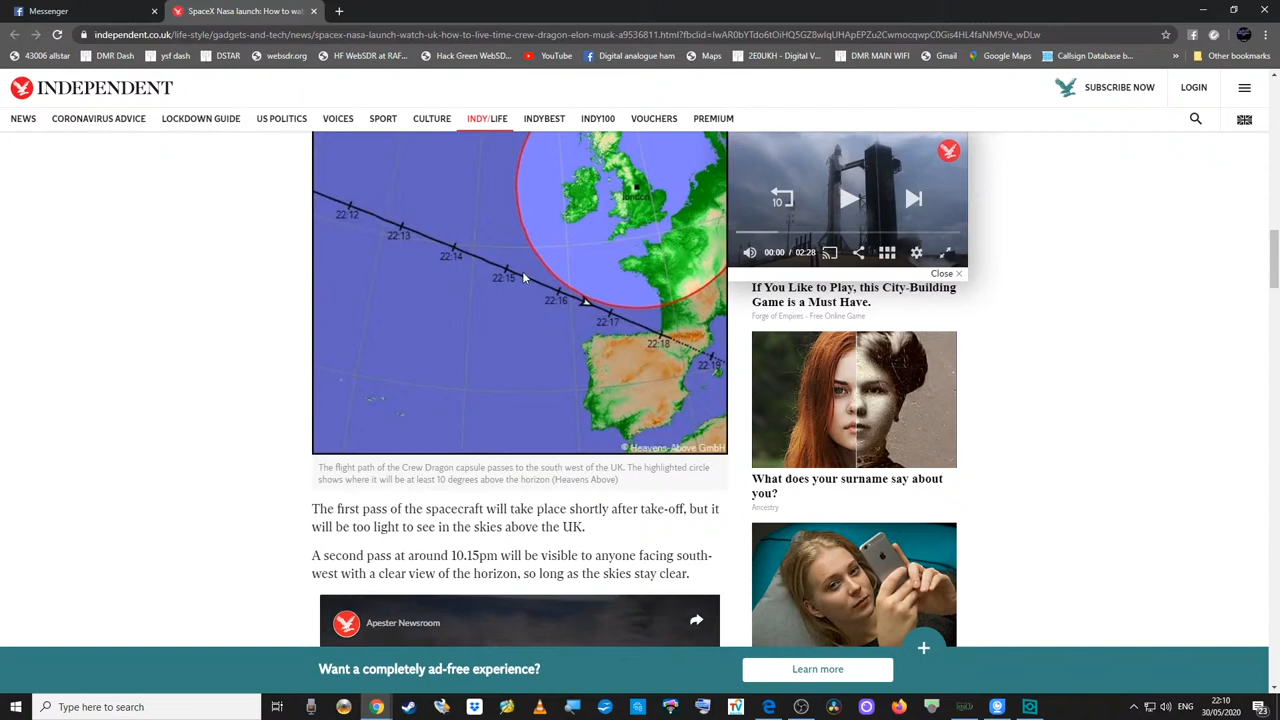 Messenger
SpaceX Nasa launch: How to wat
independent.co.uk/life-style/gadgets-and-tech/news/spacex-nasa-launch-watch-uk-how-to-live-time-crew-dragon-elon-musk-a9536811.html?fbclid=IwAR0bYTdo6tOiHQ5GZ8wIqUHApEPZu2CwmocqwpC0Gis4HL4faNM9Ve_wDLw
43006 allstar
DMR Dash
ysf dash
DSTAR
websdr.org
HF WebSDR at RAF...
Hack Green WebSDR...
YouTube
Digital analogue ham
Maps
2E0UKH - Digital V...
DMR MAIN WIFI
Gmail
Callsign Database b...
Other bookmarks
INDEPENDENT
SUBSCRIBE NOW
LOGIN
NEWS
CORONAVIRUS ADVICE
LOCKDOWN GUIDE
US POLITICS
VOICES
SPORT
CULTURE
INDY/LIFE
INDYBEST
INDY100
VOUCHERS
PREMIUM
London
22:12
22:13
22:14
22:15
22:16
22:17
22:18
22:19
© Heavens-Above GmbH
The flight path of the Crew Dragon capsule passes to the south west of the UK. The highlighted circle
shows where it will be at least 10 degrees above the horizon (Heavens Above)
The first pass of the spacecraft will take place shortly after take-off, but it
will be too light to see in the skies above the UK.
A second pass at around 10.15pm will be visible to anyone facing south-
west with a clear view of the horizon, so long as the skies stay clear.
Apester Newsroom
10
00:00 / 02:28
Close
If You Like to Play, this City-Building
Game is a Must Have.
Forge of Empires - Free Online Game
What does your surname say about
you?
Ancestry
Want a completely ad-free experience?
Learn more
Type here to search
TV
ENG
22:10
30/05/2020